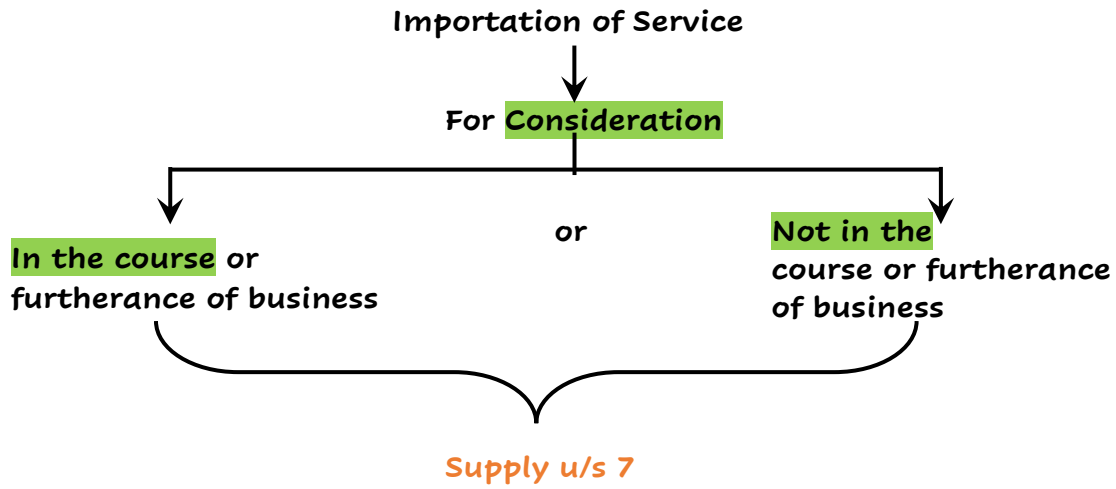 Importation of Service
For Consideration
In the course or
furtherance of business
or
Not in the
course or furtherance
of business
Supply u/s 7